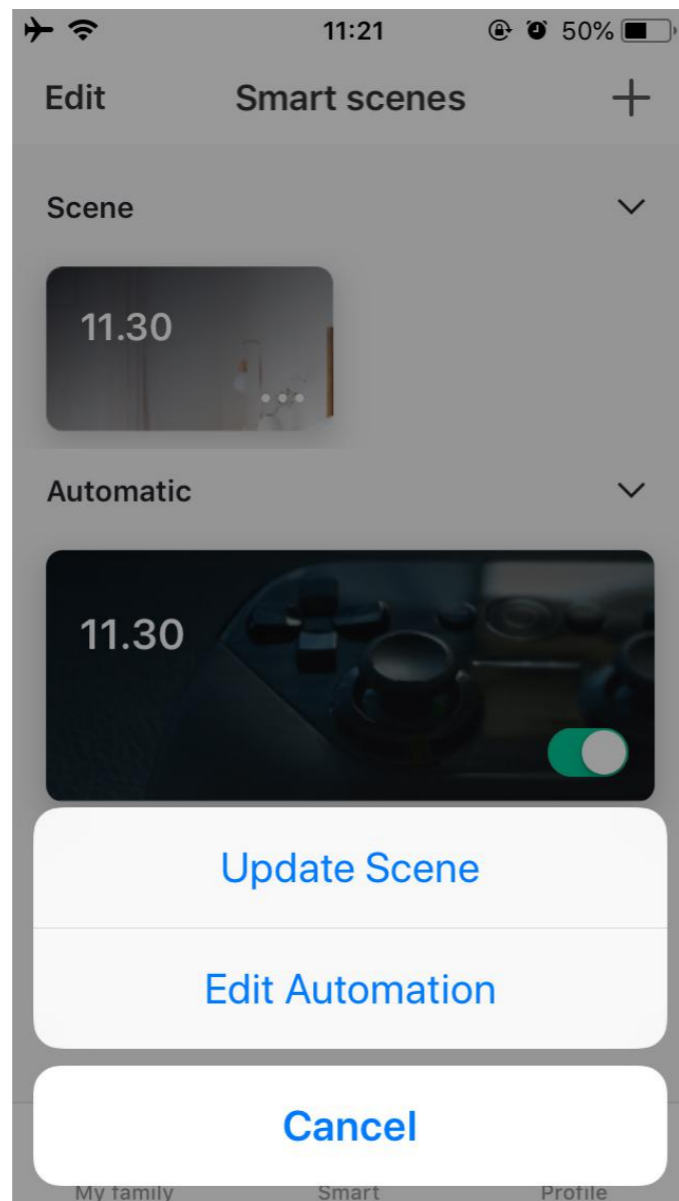 11:21 50%
Edit Smart scenes
Scene
11.30
Automatic
11.30
Update Scene
Edit Automation
Cancel
My family Smart Profile